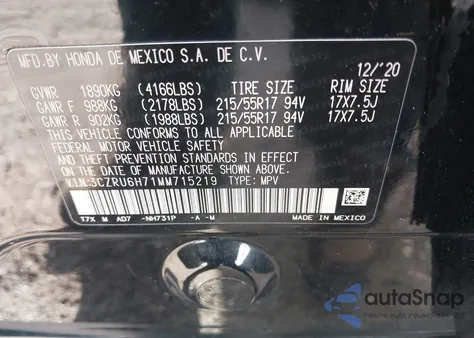 MFD. BY HONDA DE MEXICO S.A. DE C.V.
12/'20
GVWR 1890KG (4166LBS) TIRE SIZE RIM SIZE
GAWR F 988KG (2178LBS) 215/55R17 94V 17X7.5J
GAWR R 902KG (1988LBS) 215/55R17 94V 17X7.5J
THIS VEHICLE CONFORMS TO ALL APPLICABLE
FEDERAL MOTOR VEHICLE SAFETY AND
THEFT PREVENTION STANDARDS IN EFFECT
ON THE DATE OF MANUFACTURE SHOWN ABOVE.
V.I.N.:3CZRU6H71MM715219 TYPE: MPV
T7X M AD7 -NH731P -A -M
MADE IN MEXICO
autoSnap